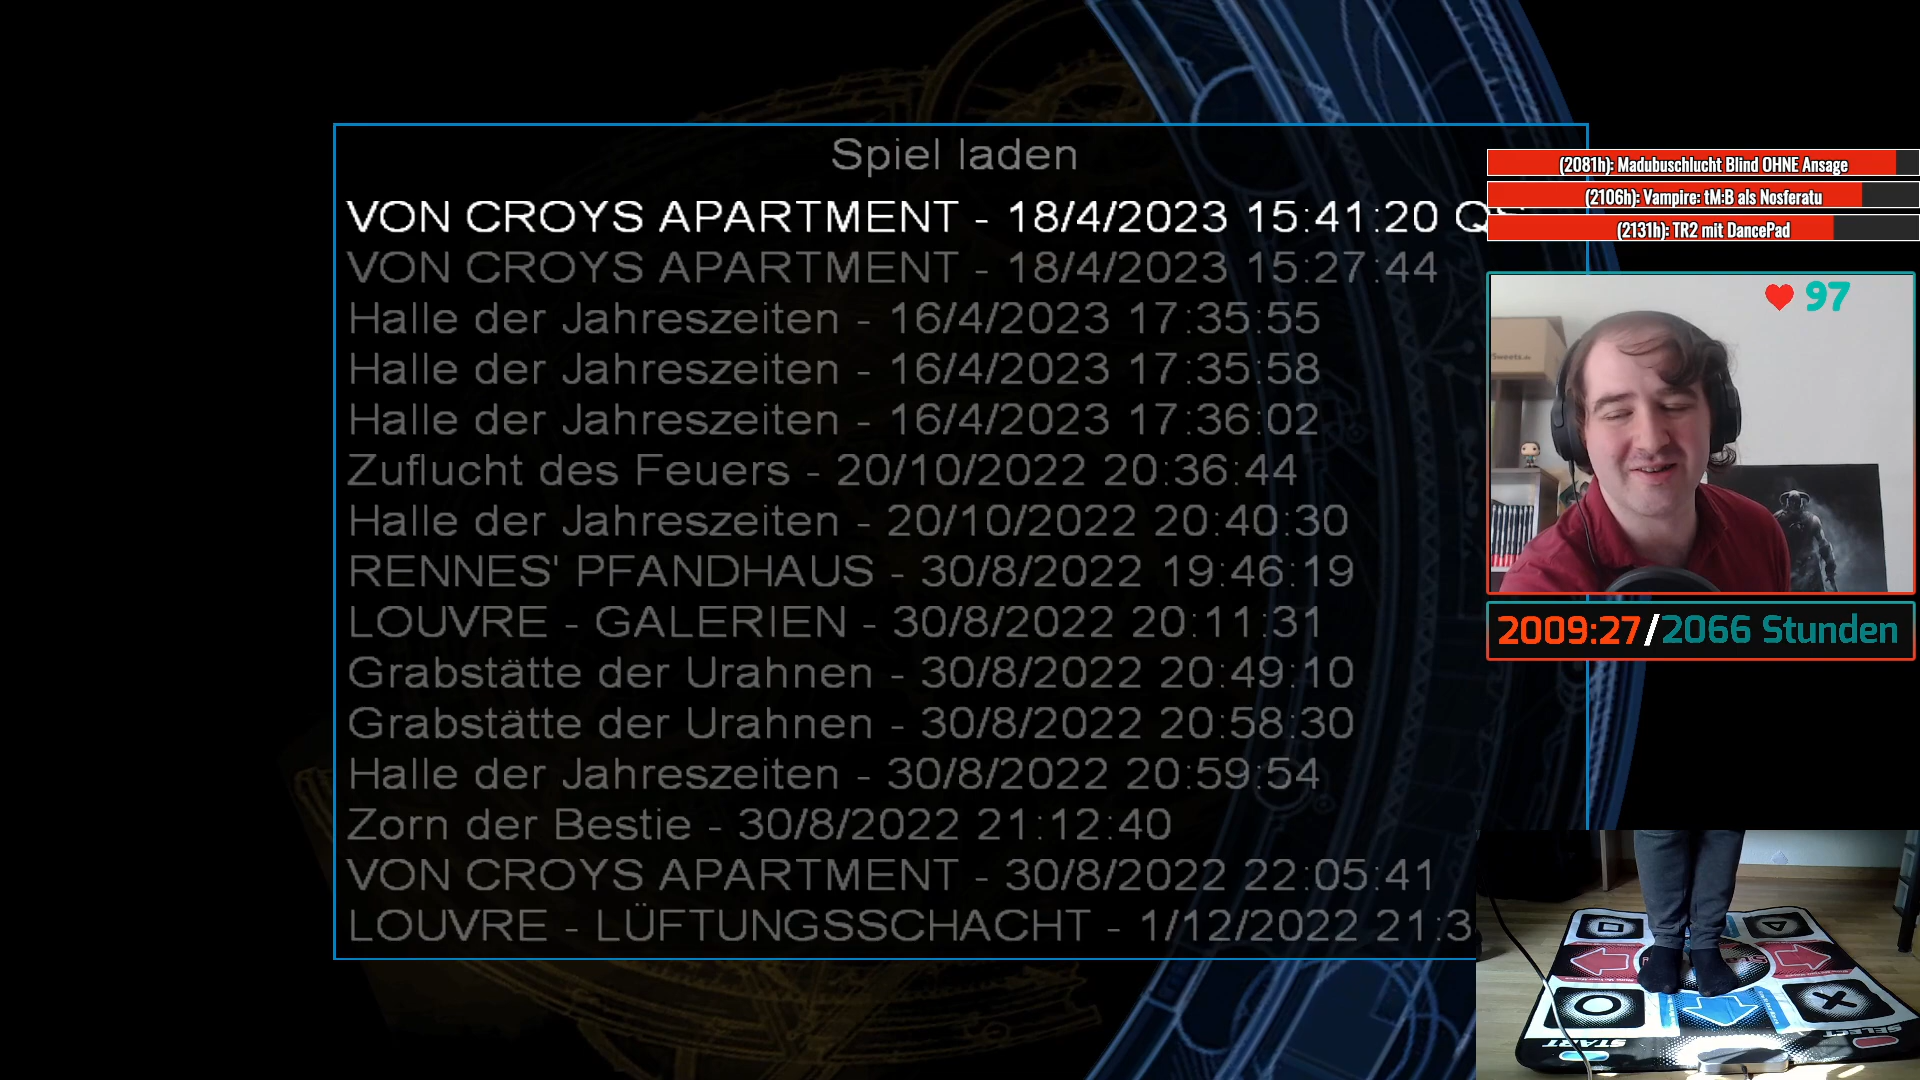 Spiel laden
VON CROYS APARTMENT - 18/4/2023 15:41:20 QS
VON CROYS APARTMENT - 18/4/2023 15:27:44
Halle der Jahreszeiten - 16/4/2023 17:35:55
Halle der Jahreszeiten - 16/4/2023 17:35:58
Halle der Jahreszeiten - 16/4/2023 17:36:02
Zuflucht des Feuers - 20/10/2022 20:36:44
Halle der Jahreszeiten - 20/10/2022 20:40:30
RENNES' PFANDHAUS - 30/8/2022 19:46:19
LOUVRE - GALERIEN - 30/8/2022 20:11:31
Grabstätte der Urahnen - 30/8/2022 20:49:10
Grabstätte der Urahnen - 30/8/2022 20:58:30
Halle der Jahreszeiten - 30/8/2022 20:59:54
Zorn der Bestie - 30/8/2022 21:12:40
VON CROYS APARTMENT - 30/8/2022 22:05:41
LOUVRE - LÜFTUNGSSCHACHT - 1/12/2022 21:3
(2081h): Madubuschlucht Blind OHNE Ansage
(2106h): Vampire: tM:B als Nosferatu
(2131h): TR2 mit DancePad
97
2009:27/2066 Stunden
START
SELECT